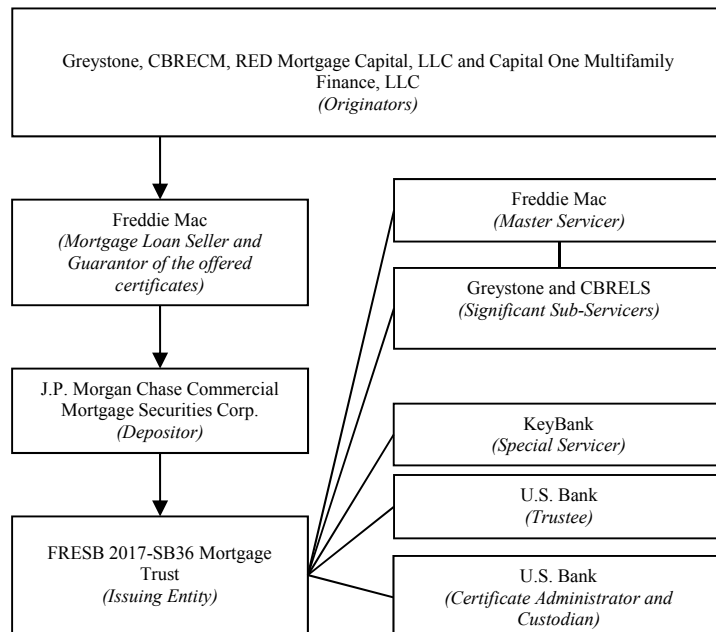 Greystone, CBRECM, RED Mortgage Capital, LLC and Capital One Multifamily
Finance, LLC
(Originators)
Freddie Mac
(Mortgage Loan Seller and
Guarantor of the offered
certificates)
J.P. Morgan Chase Commercial
Mortgage Securities Corp.
(Depositor)
FRESB 2017-SB36 Mortgage
Trust
(Issuing Entity)
Freddie Mac
(Master Servicer)
Greystone and CBRELS
(Significant Sub-Servicers)
KeyBank
(Special Servicer)
U.S. Bank
(Trustee)
U.S. Bank
(Certificate Administrator and
Custodian)